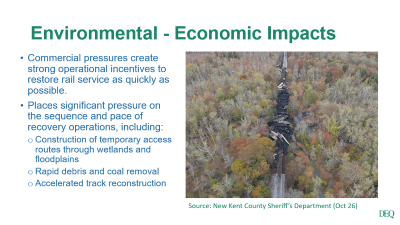 Environmental - Economic Impacts
• Commercial pressures create
strong operational incentives to
restore rail service as quickly as
possible.
• Places significant pressure on
the sequence and pace of
recovery operations, including:
o Construction of temporary access
routes through wetlands and
floodplains
o Rapid debris and coal removal
o Accelerated track reconstruction
Source: New Kent County Sheriff's Department (Oct 26)
DEQ